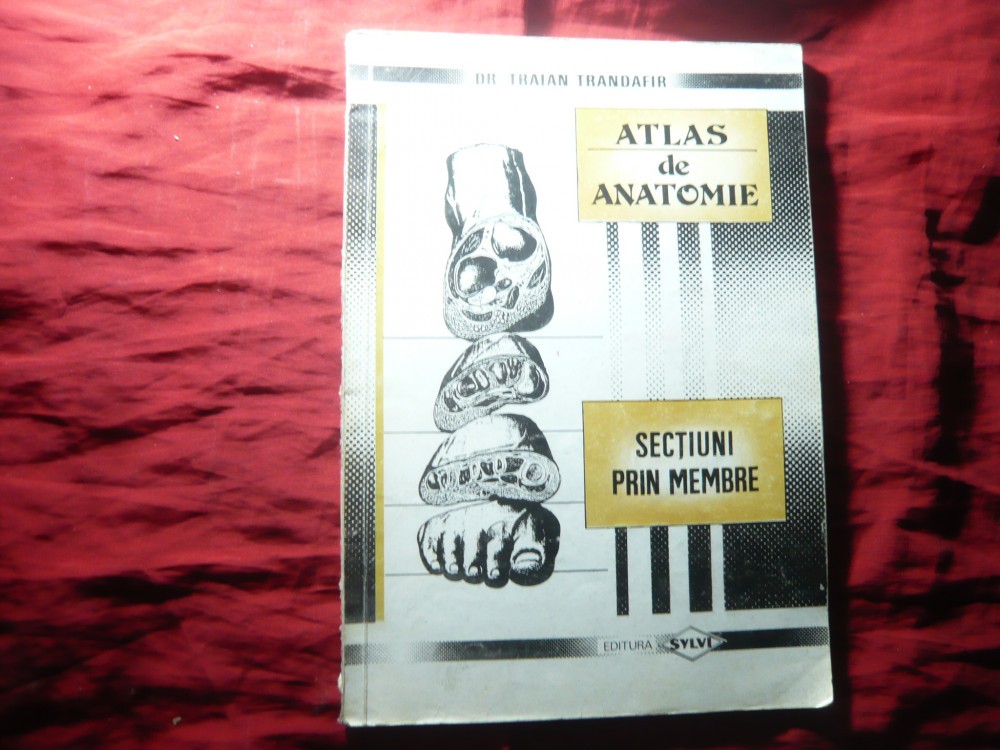 DR. TRAIAN TRANDAFIR
ATLAS
de
ANATOMIE
SECȚIUNI
PRIN MEMBRE
EDITURA SYLVI